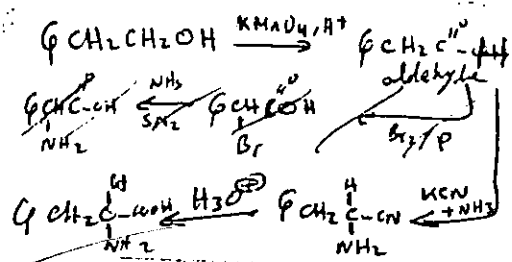 φCH2CH2OH KMnO4, H+ φCH2C"–H
aldehyde
φCHC–OH NH3 SN2 φCHCOH
NH2 Br Br2/P
KCN +NH3
φCH2C–COOH H3O⊕ φCH2C–CN
H H
NH2 NH2